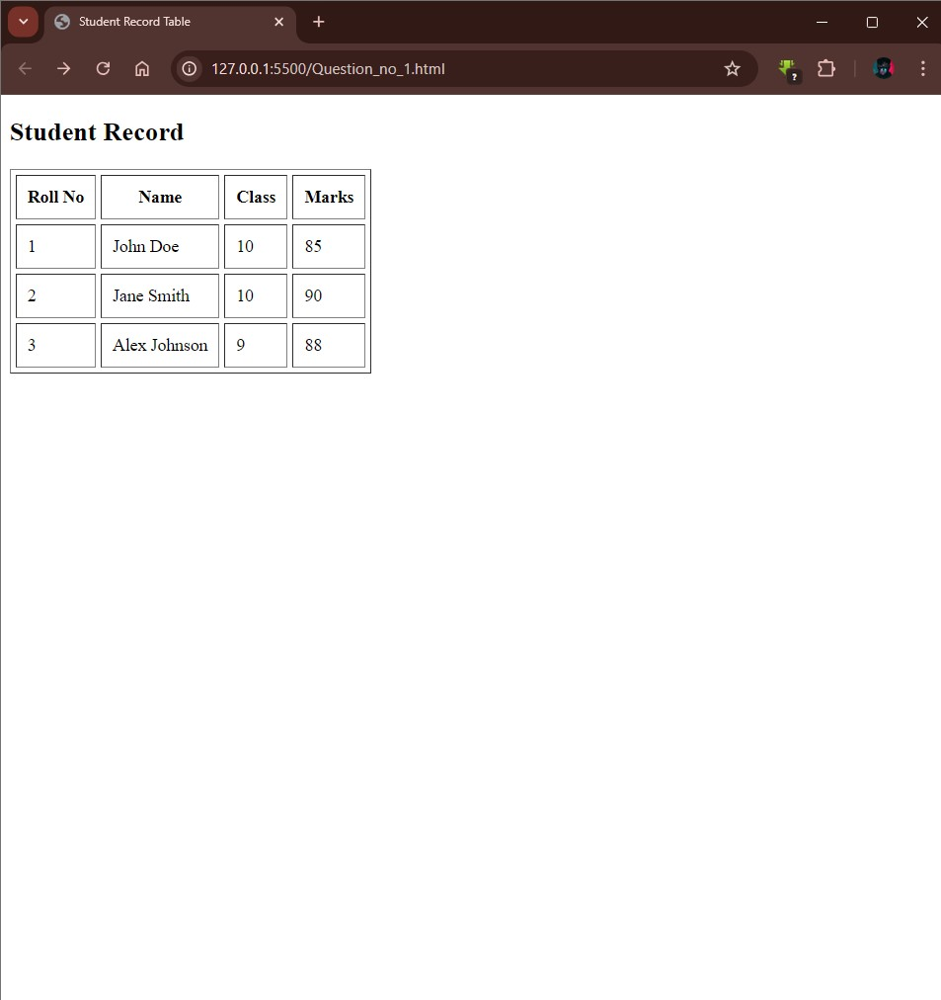 Student Record Table
127.0.0.1:5500/Question_no_1.html
?
Student Record
Roll No Name Class Marks
1 John Doe 10 85
2 Jane Smith 10 90
3 Alex Johnson 9 88